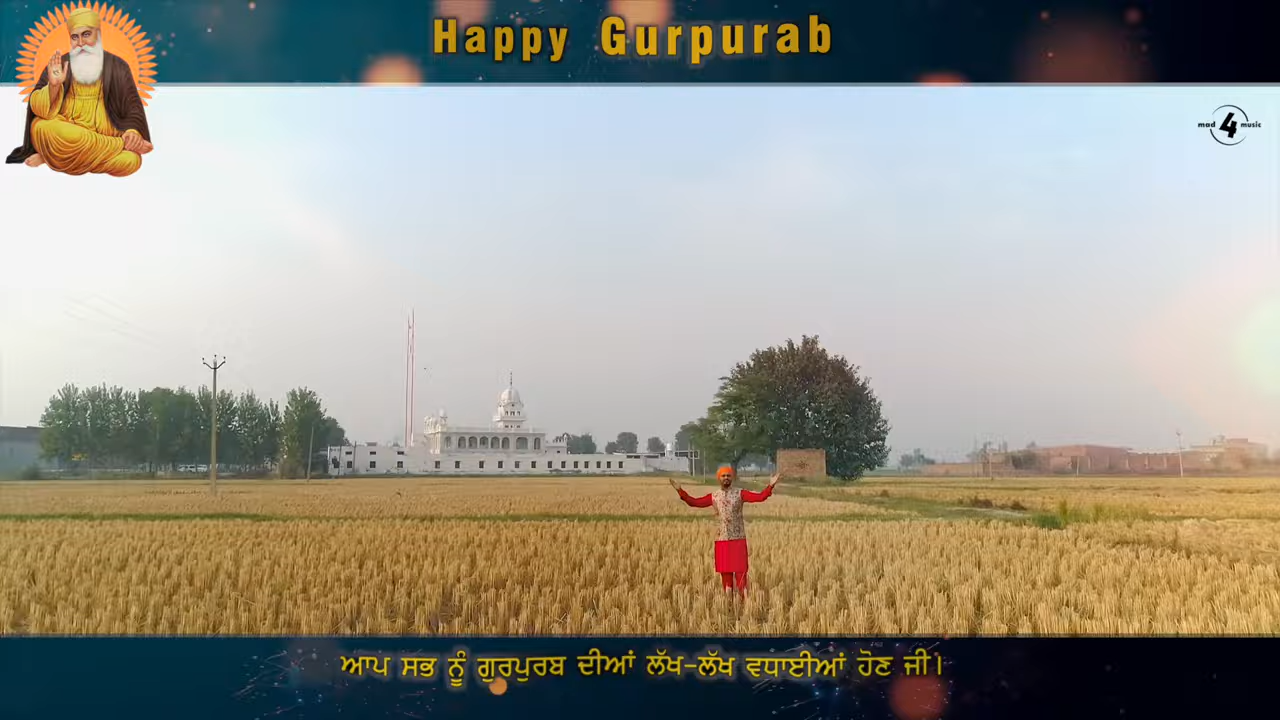 Happy Gurpurab
mad 4 music
ਆਪ ਸਭ ਨੂੰ ਗੁਰਪੁਰਬ ਦੀਆਂ ਲੱਖ-ਲੱਖ ਵਧਾਈਆਂ ਹੋਣ ਜੀ।